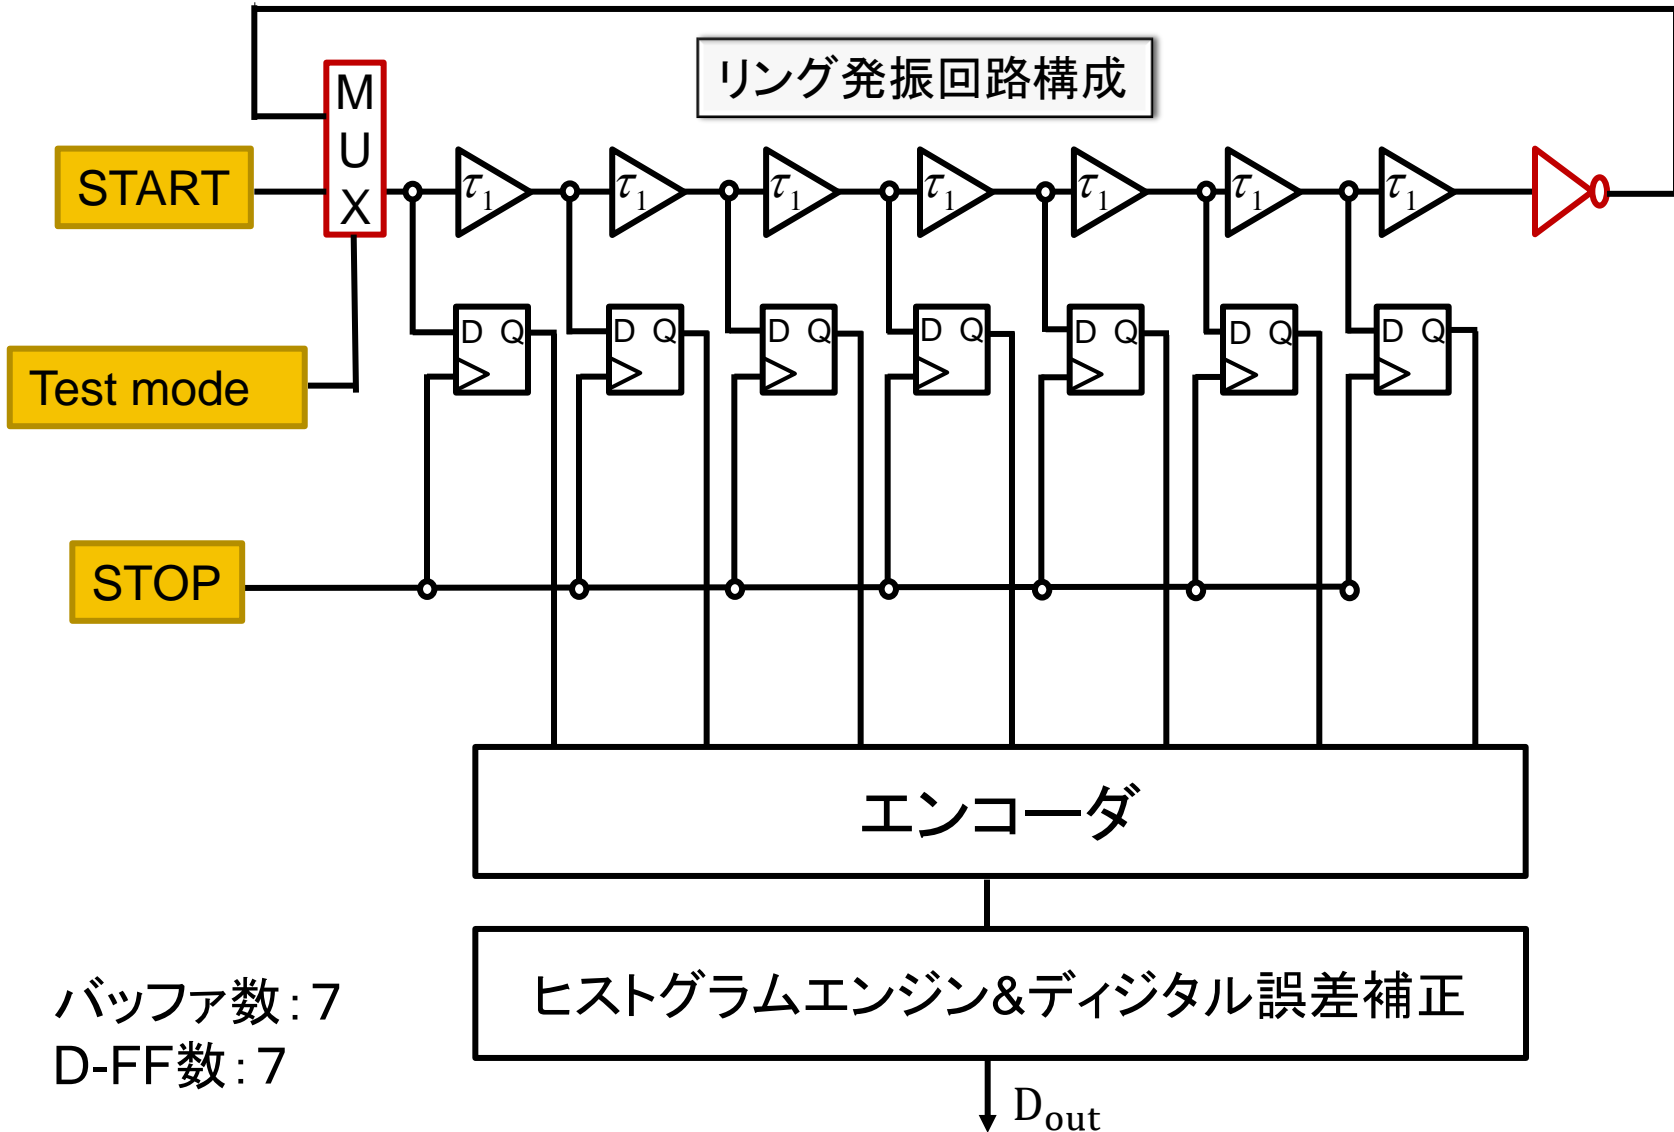 リング発振回路構成
M
U
X
START
τ1 τ1 τ1 τ1 τ1 τ1 τ1
D Q D Q D Q D Q D Q D Q D Q
Test mode
STOP
エンコーダ
ヒストグラムエンジン&ディジタル誤差補正
バッファ数:7
D-FF数:7
Dout